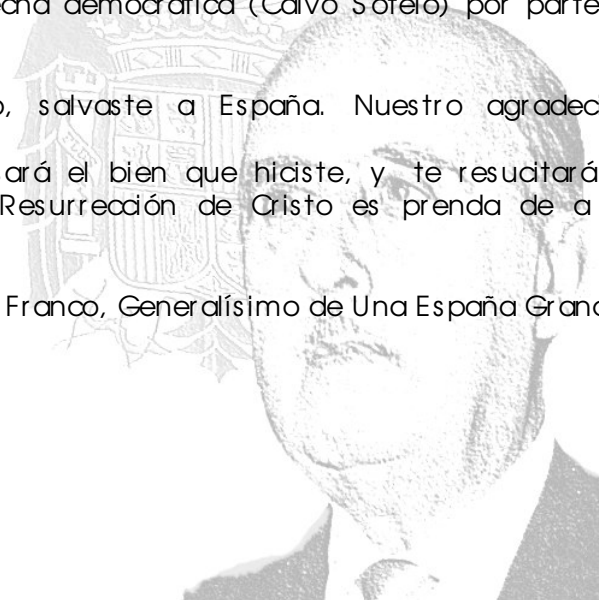 democrática (Calvo Sotelo) por parte
salvaste a España. Nuestro
el bien que hiciste, y te resucitará
Resurrección de Cristo es prenda de a
Franco, Generalísimo de Una España